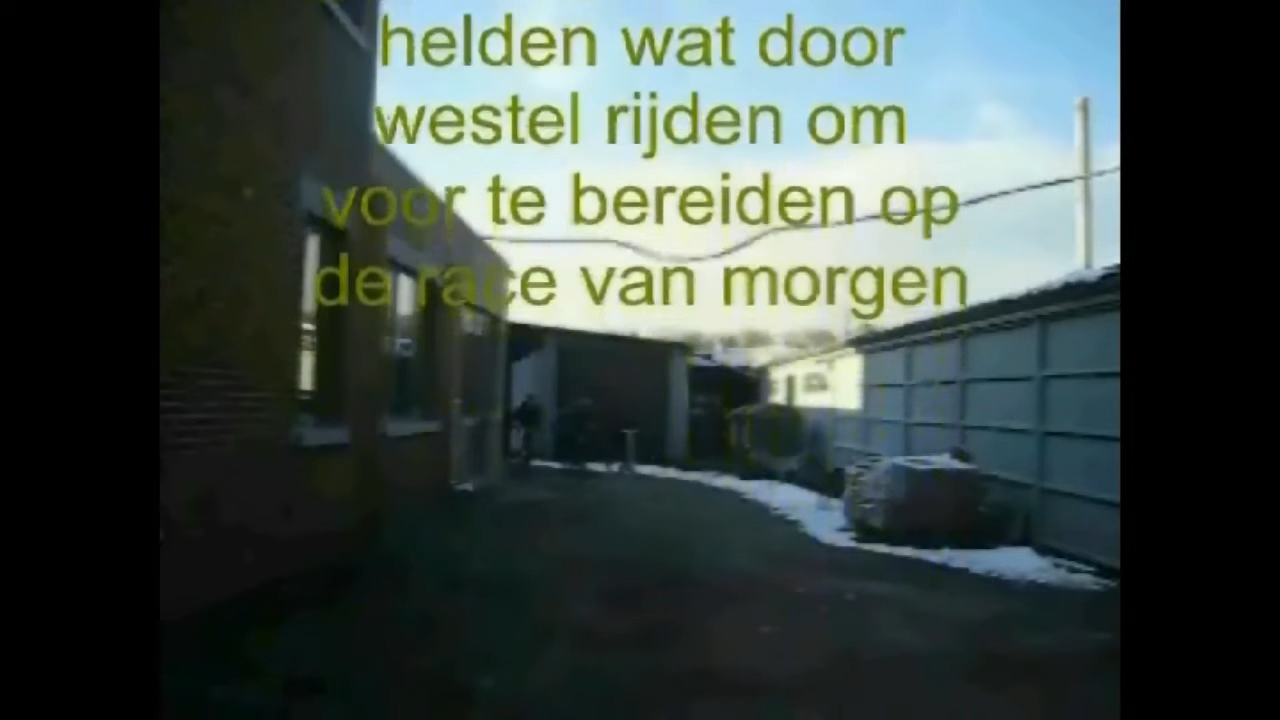 helden wat door
westel rijden om
voor te bereiden op
de race van morgen